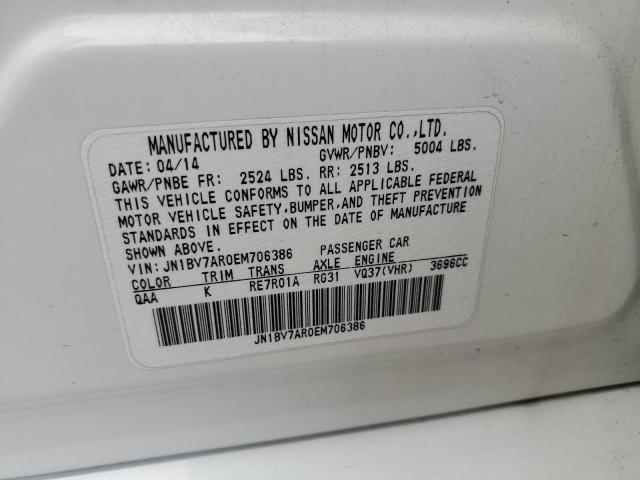 MANUFACTURED BY NISSAN MOTOR CO.,LTD.
DATE: 04/14 GVWR/PNBV: 5004 LBS.
GAWR/PNBE FR: 2524 LBS. RR: 2513 LBS.
THIS VEHICLE CONFORMS TO ALL APPLICABLE FEDERAL
MOTOR VEHICLE SAFETY,BUMPER,AND THEFT PREVENTION
STANDARDS IN EFFECT ON THE DATE OF MANUFACTURE
SHOWN ABOVE.
VIN: JN1BV7AR0EM706386 PASSENGER CAR
COLOR TRIM TRANS AXLE ENGINE
QAA K RE7R01A RG31 VQ37(VHR) 3696CC
JN1BV7AR0EM706386